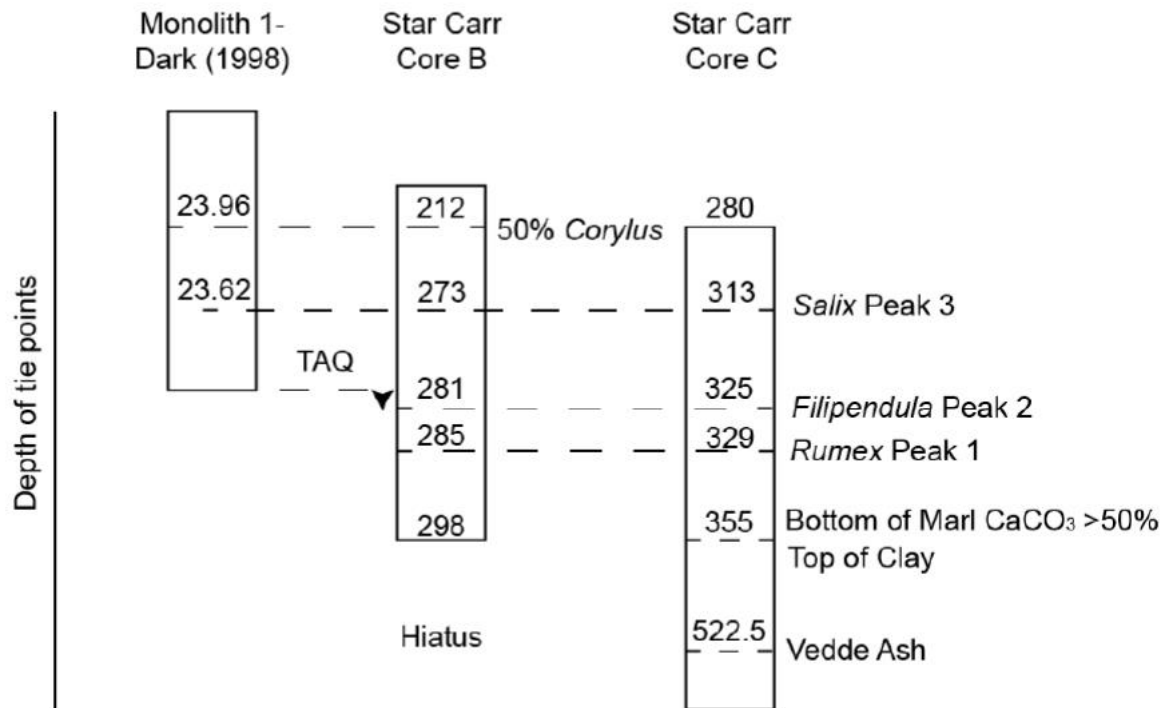 Monolith 1-
Dark (1998)
Star Carr
Core B
Star Carr
Core C
Depth of tie points
23.96
212
50% Corylus
280
23.62
273
313
Salix Peak 3
TAQ
281
325
Filipendula Peak 2
285
329
Rumex Peak 1
298
355
Bottom of Marl CaCO₃ >50%
Top of Clay
Hiatus
522.5
Vedde Ash